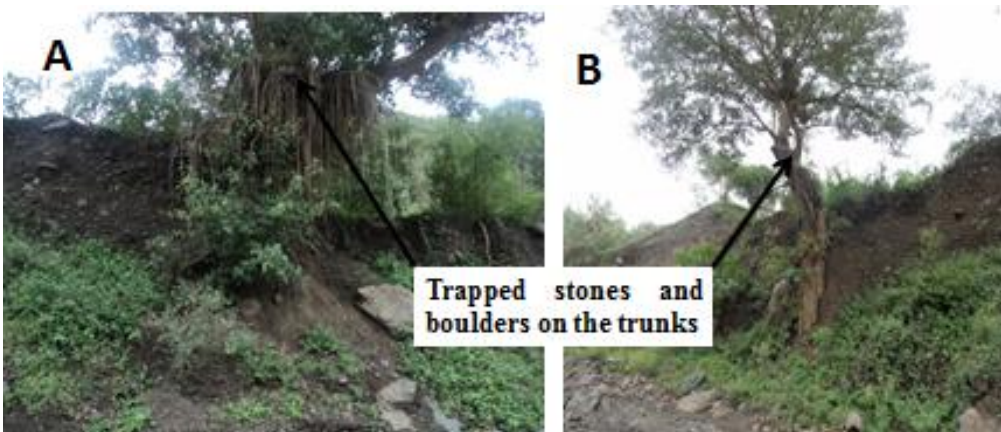 A
B
Trapped stones and
boulders on the trunks